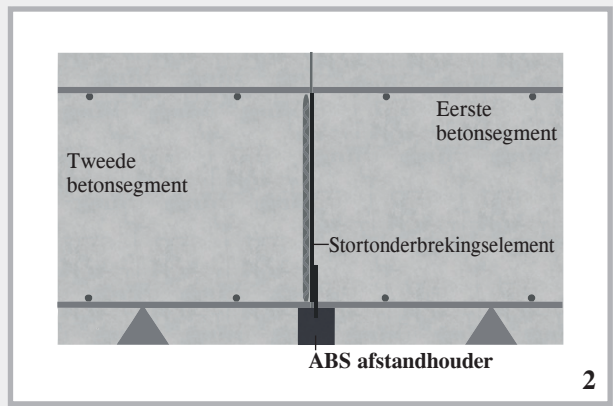 Eerste
betonsegment
Tweede
betonsegment
Stortonderbrekingselement
ABS afstandhouder
2